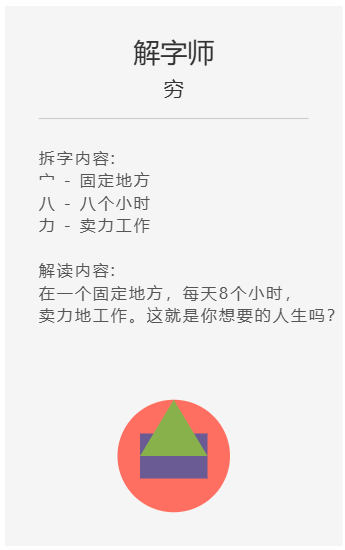 解字师
穷
拆字内容:
宀 - 固定地方
八 - 八个小时
力 - 卖力工作
解读内容:
在一个固定地方，每天8个小时，
卖力地工作。这就是你想要的人生吗?